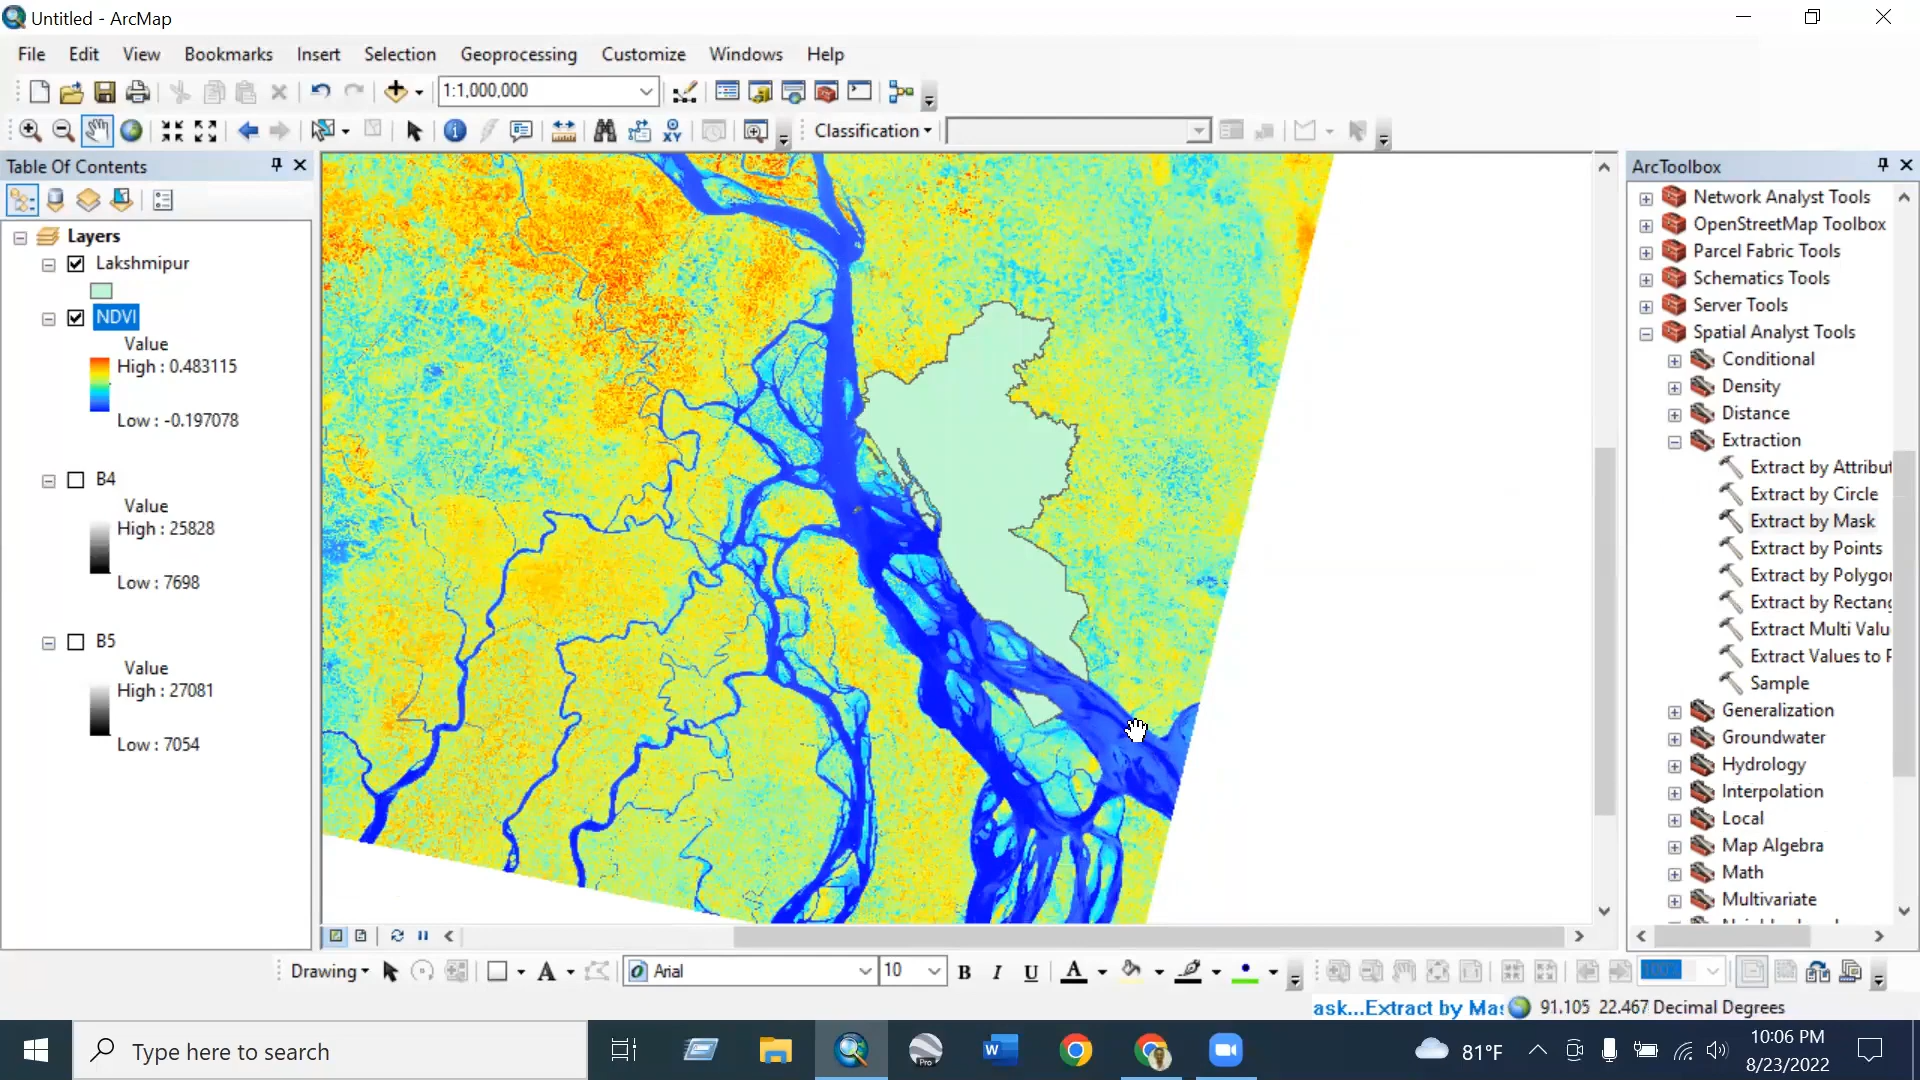 Untitled - ArcMap
File Edit View Bookmarks Insert Selection Geoprocessing Customize Windows Help
1:1,000,000
Classification
Table Of Contents
Layers
Lakshmipur
NDVI
Value
High : 0.483115
Low : -0.197078
B4
Value
High : 25828
Low : 7698
B5
Value
High : 27081
Low : 7054
ArcToolbox
Network Analyst Tools
OpenStreetMap Toolbox
Parcel Fabric Tools
Schematics Tools
Server Tools
Spatial Analyst Tools
Conditional
Density
Distance
Extraction
Extract by Attribut
Extract by Circle
Extract by Mask
Extract by Points
Extract by Polygor
Extract by Rectang
Extract Multi Valu
Extract Values to P
Sample
Generalization
Groundwater
Hydrology
Interpolation
Local
Map Algebra
Math
Multivariate
Drawing A Arial 10 B I U A
ask...Extract by Mas 91.105 22.467 Decimal Degrees
Type here to search
Pro
W
81°F
10:06 PM
8/23/2022